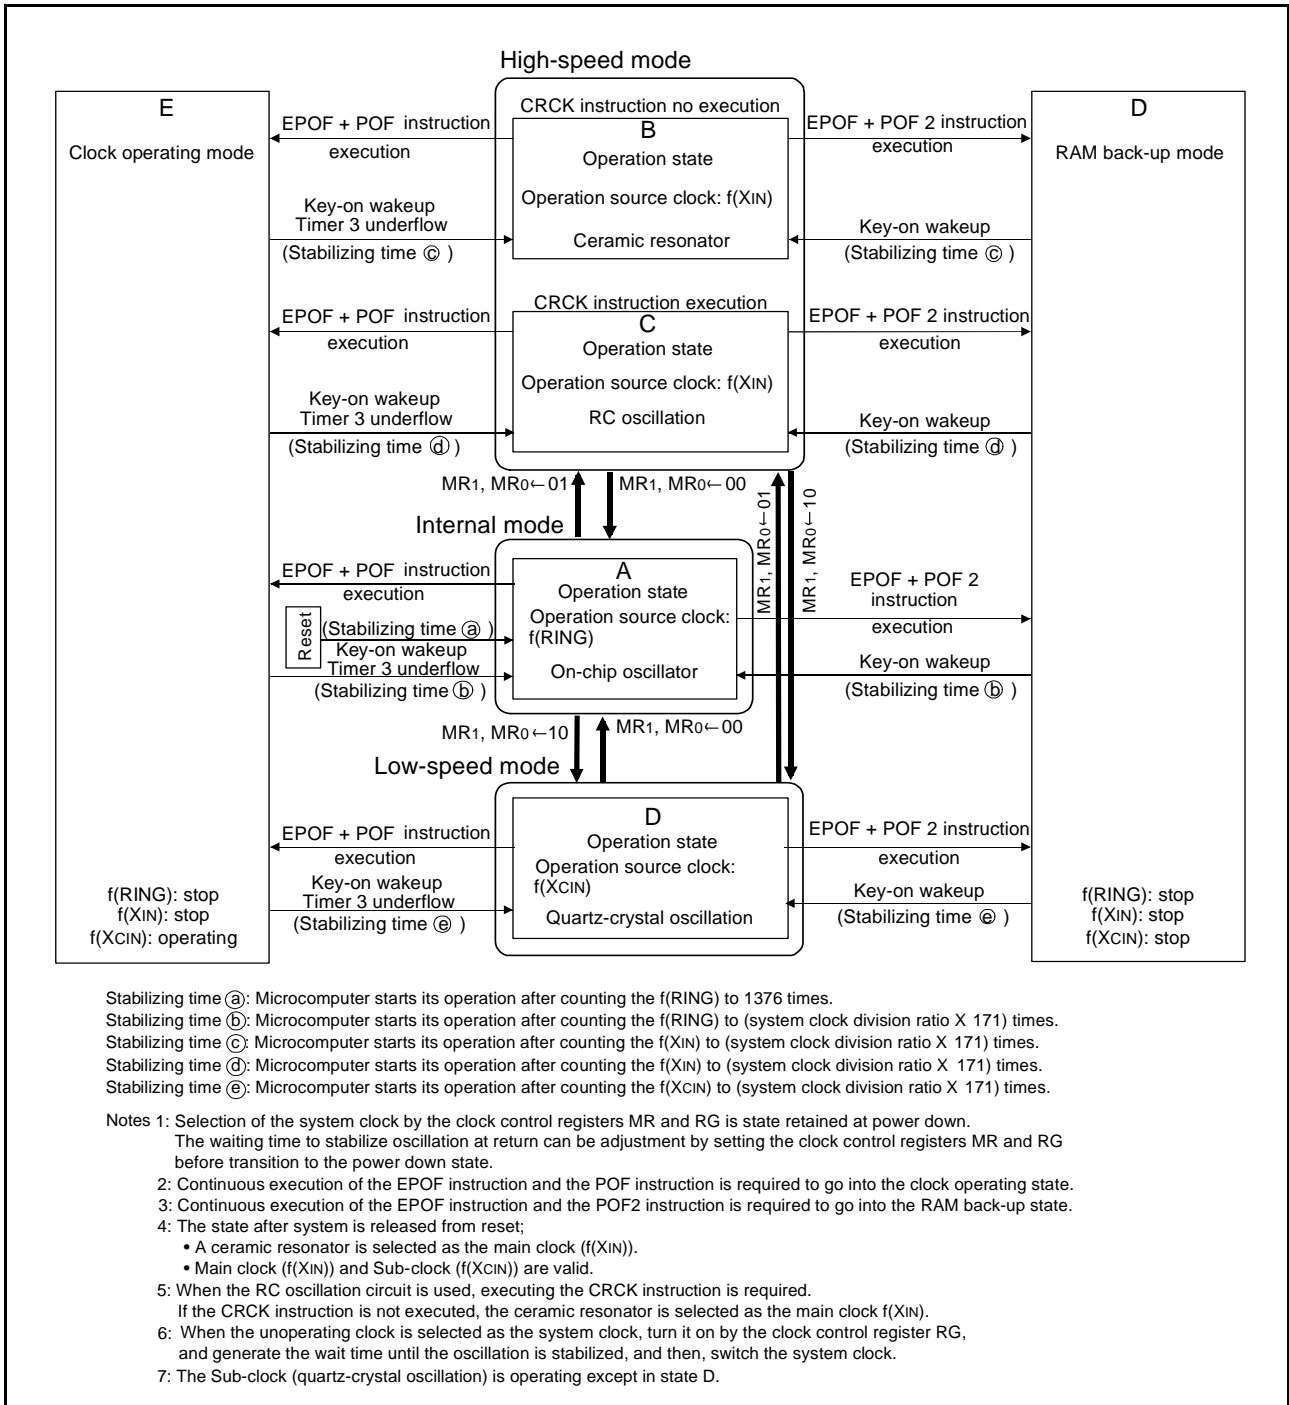 High-speed mode
E
Clock operating mode
f(RING): stop
f(XIN): stop
f(XCIN): operating
EPOF + POF instruction
execution
Key-on wakeup
Timer 3 underflow
(Stabilizing time ⓒ )
CRCK instruction no execution
B
Operation state
Operation source clock: f(XIN)
Ceramic resonator
EPOF + POF 2 instruction
execution
Key-on wakeup
(Stabilizing time ⓒ )
D
RAM back-up mode
f(RING): stop
f(XIN): stop
f(XCIN): stop
EPOF + POF instruction
execution
Key-on wakeup
Timer 3 underflow
(Stabilizing time ⓓ )
CRCK instruction execution
C
Operation state
Operation source clock: f(XIN)
RC oscillation
EPOF + POF 2 instruction
execution
Key-on wakeup
(Stabilizing time ⓓ )
MR1, MR0←01
MR1, MR0←00
MR1, MR0←01
MR1, MR0←10
Internal mode
EPOF + POF instruction
execution
Reset
(Stabilizing time ⓐ )
Key-on wakeup
Timer 3 underflow
(Stabilizing time ⓑ )
A
Operation state
Operation source clock:
f(RING)
On-chip oscillator
EPOF + POF 2
instruction
execution
Key-on wakeup
(Stabilizing time ⓑ )
MR1, MR0←10
MR1, MR0←00
Low-speed mode
EPOF + POF instruction
execution
Key-on wakeup
Timer 3 underflow
(Stabilizing time ⓔ )
D
Operation state
Operation source clock:
f(XCIN)
Quartz-crystal oscillation
EPOF + POF 2 instruction
execution
Key-on wakeup
(Stabilizing time ⓔ )
Stabilizing time ⓐ: Microcomputer starts its operation after counting the f(RING) to 1376 times.
Stabilizing time ⓑ: Microcomputer starts its operation after counting the f(RING) to (system clock division ratio X 171) times.
Stabilizing time ⓒ: Microcomputer starts its operation after counting the f(XIN) to (system clock division ratio X 171) times.
Stabilizing time ⓓ: Microcomputer starts its operation after counting the f(XIN) to (system clock division ratio X 171) times.
Stabilizing time ⓔ: Microcomputer starts its operation after counting the f(XCIN) to (system clock division ratio X 171) times.
Notes 1: Selection of the system clock by the clock control registers MR and RG is state retained at power down.
The waiting time to stabilize oscillation at return can be adjustment by setting the clock control registers MR and RG
before transition to the power down state.
2: Continuous execution of the EPOF instruction and the POF instruction is required to go into the clock operating state.
3: Continuous execution of the EPOF instruction and the POF2 instruction is required to go into the RAM back-up state.
4: The state after system is released from reset;
• A ceramic resonator is selected as the main clock (f(XIN)).
• Main clock (f(XIN)) and Sub-clock (f(XCIN)) are valid.
5: When the RC oscillation circuit is used, executing the CRCK instruction is required.
If the CRCK instruction is not executed, the ceramic resonator is selected as the main clock f(XIN).
6: When the unoperating clock is selected as the system clock, turn it on by the clock control register RG,
and generate the wait time until the oscillation is stabilized, and then, switch the system clock.
7: The Sub-clock (quartz-crystal oscillation) is operating except in state D.